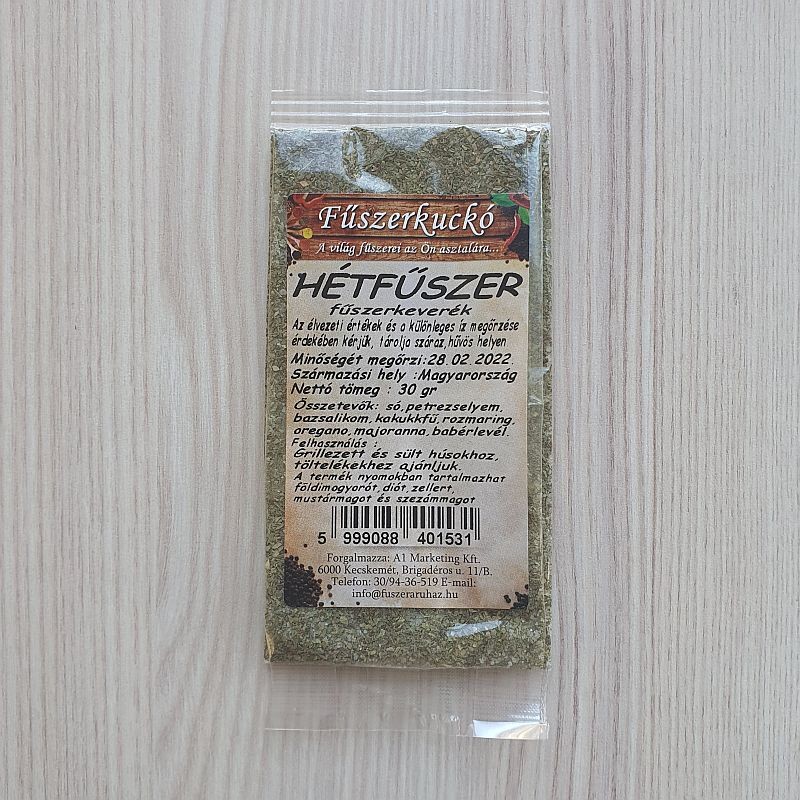 Fűszerkuckó
A világ fűszerei az Ön asztalára...
HÉTFŰSZER
fűszerkeverék
Az élvezeti értékek és a különleges íz megőrzése
érdekében kérjük, tárolja száraz,hűvös helyen
Minőségét megőrzi:28.02.2022.
Származási hely :Magyarország
Nettó tömeg : 30 gr
Összetevők: só,petrezselyem,
bazsalikom,kakukkfű,rozmaring,
oregano,majoranna,babérlevél.
Felhasználás :
Grillezett és sült húsokhoz,
töltelékekhez ajánljuk.
A termék nyomokban tartalmazhat
földimogyorót,diót,zellert,
mustármagot és szezámmagot
5 999088 401531
Forgalmazza: A1 Marketing Kft.
6000 Kecskemét, Brigadéros u. 11/B.
Telefon: 30/94-36-519 E-mail:
info@fuszeraruhaz.hu